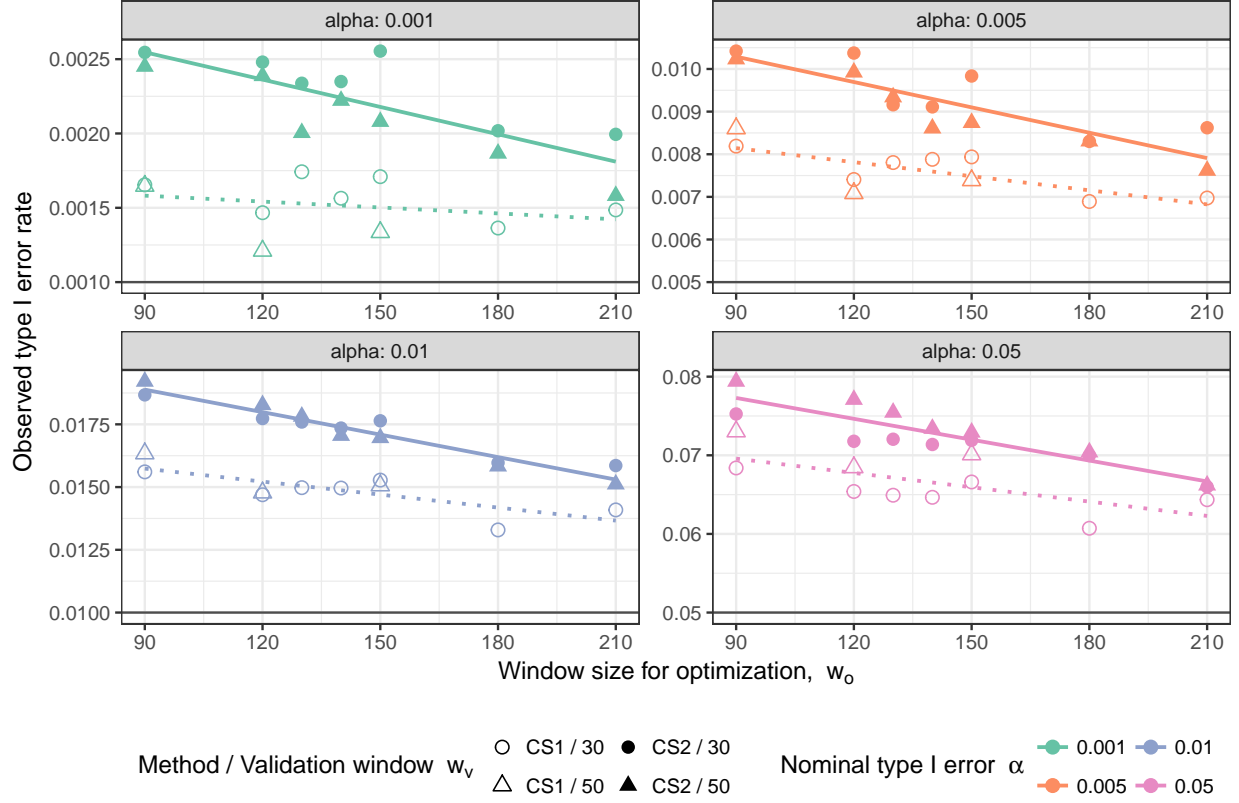 alpha: 0.001
alpha: 0.005
0.0025
0.0020
0.0015
0.0010
0.010
0.009
0.008
0.007
0.006
0.005
90 120 150 180 210
90 120 150 180 210
alpha: 0.01
alpha: 0.05
0.0175
0.0150
0.0125
0.0100
0.08
0.07
0.06
0.05
90 120 150 180 210
90 120 150 180 210
Observed type I error rate
Window size for optimization, wₒ
Method / Validation window wᵥ
CS1 / 30
CS2 / 30
CS1 / 50
CS2 / 50
Nominal type I error α
0.001
0.01
0.005
0.05